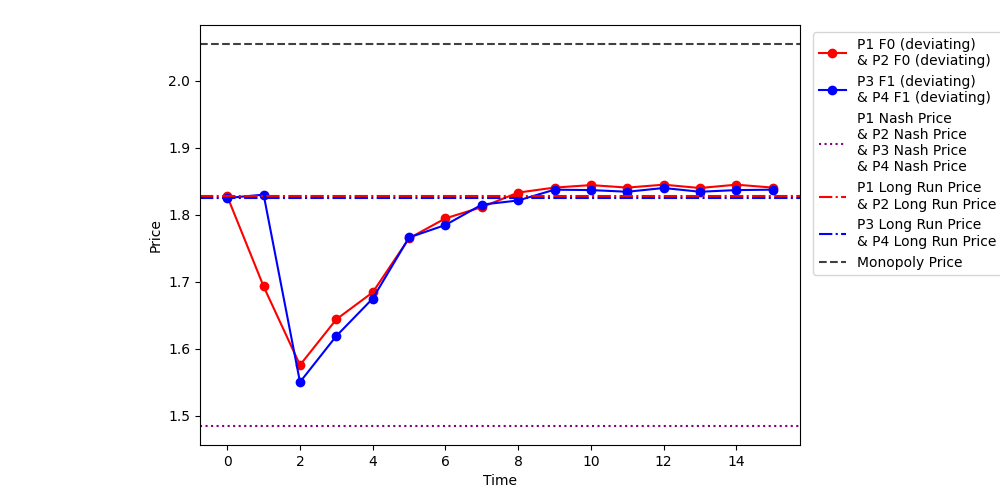 2.0
1.9
1.8
1.7
1.6
1.5
Price
0 2 4 6 8 10 12 14
Time
P1 F0 (deviating)
& P2 F0 (deviating)
P3 F1 (deviating)
& P4 F1 (deviating)
P1 Nash Price
& P2 Nash Price
& P3 Nash Price
& P4 Nash Price
P1 Long Run Price
& P2 Long Run Price
P3 Long Run Price
& P4 Long Run Price
Monopoly Price